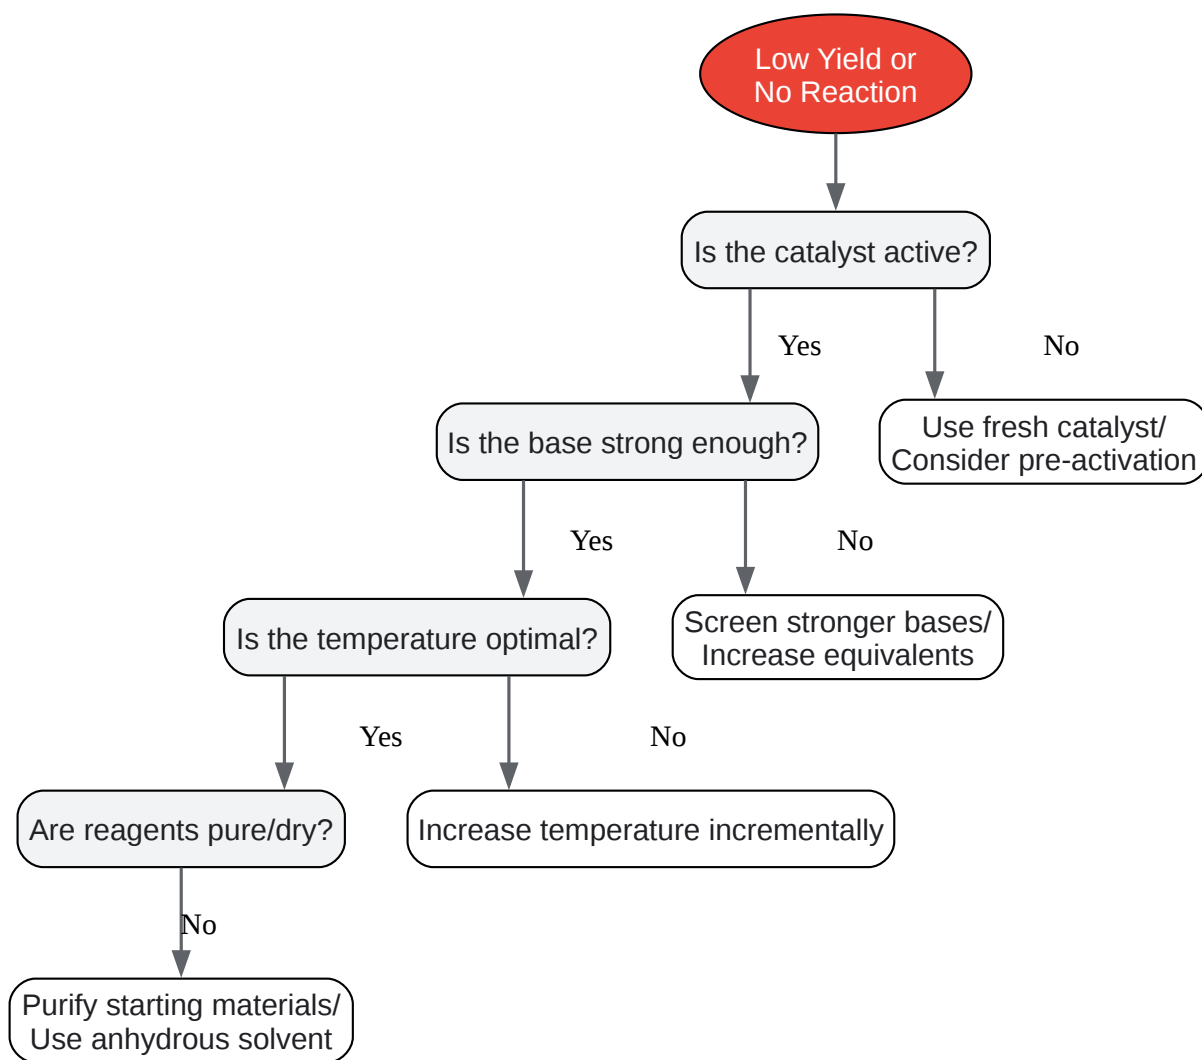 Low Yield or
No Reaction
Is the catalyst active?
Yes
No
Is the base strong enough?
Use fresh catalyst/
Consider pre-activation
Yes
No
Is the temperature optimal?
Screen stronger bases/
Increase equivalents
Yes
No
Are reagents pure/dry?
Increase temperature incrementally
No
Purify starting materials/
Use anhydrous solvent